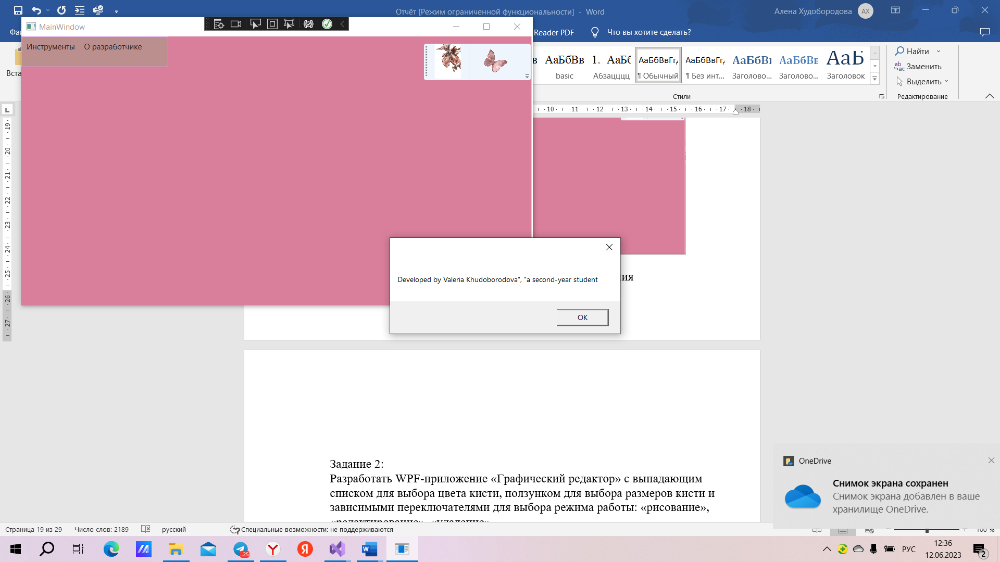 Отчёт [Режим ограниченной функциональности] - Word
Алена Худобородова
АХ
MainWindow
Reader PDF
Что вы хотите сделать?
Инструменты О разработчике
Вста
АаБбВв
1. АаБб
АаБбВвГг,
АаБбВвГг,
АаБбВı
АаБбВв
АаБ
basic
Абзацццц
¶ Обычный
¶ Без инт...
Заголово...
Заголово...
Заголовок
Стили
Найти
Заменить
Выделить
Редактирование
10 11 12 13 14 15 16 17 18
19
20
21
22
23
24
25
26
27
Developed by Valeria Khudoborodova", "a second-year student
OK
ия
Задание 2:
Разработать WPF-приложение «Графический редактор» с выпадающим
списком для выбора цвета кисти, ползунком для выбора размеров кисти и
зависимыми переключателями для выбора режима работы: «рисование»,
«редактирование», «удаление»
OneDrive
Снимок экрана сохранен
Снимок экрана добавлен в ваше
хранилище OneDrive.
Страница 19 из 29
Число слов: 2189
русский
Специальные возможности: не поддерживаются
100 %
..25
РУС
12:36
12.06.2023
2